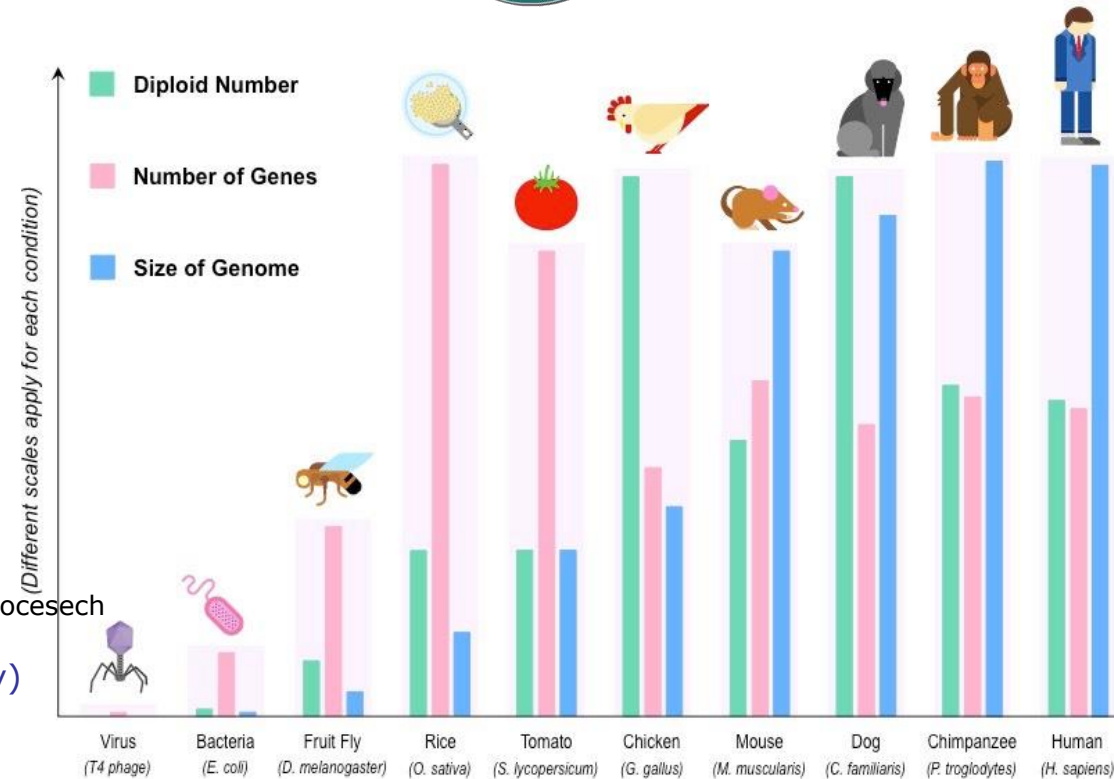 Diploid Number
Number of Genes
Size of Genome
(Different scales apply for each condition)
ocesech
y)
Virus
(T4 phage)
Bacteria
(E. coli)
Fruit Fly
(D. melanogaster)
Rice
(O. sativa)
Tomato
(S. lycopersicum)
Chicken
(G. gallus)
Mouse
(M. muscularis)
Dog
(C. familiaris)
Chimpanzee
(P. troglodytes)
Human
(H. sapiens)